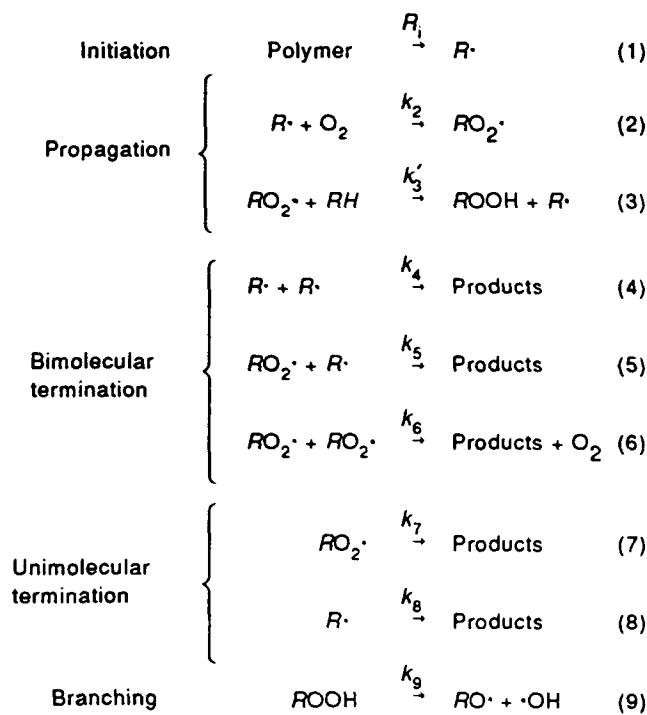 Initiation Polymer Rᵢ → R· (1)
Propagation
R· + O₂ k₂ → RO₂· (2)
RO₂· + RH k₃′ → ROOH + R· (3)
Bimolecular termination
R· + R· k₄ → Products (4)
RO₂· + R· k₅ → Products (5)
RO₂· + RO₂· k₆ → Products + O₂ (6)
Unimolecular termination
RO₂· k₇ → Products (7)
R· k₈ → Products (8)
Branching ROOH k₉ → RO· + ·OH (9)